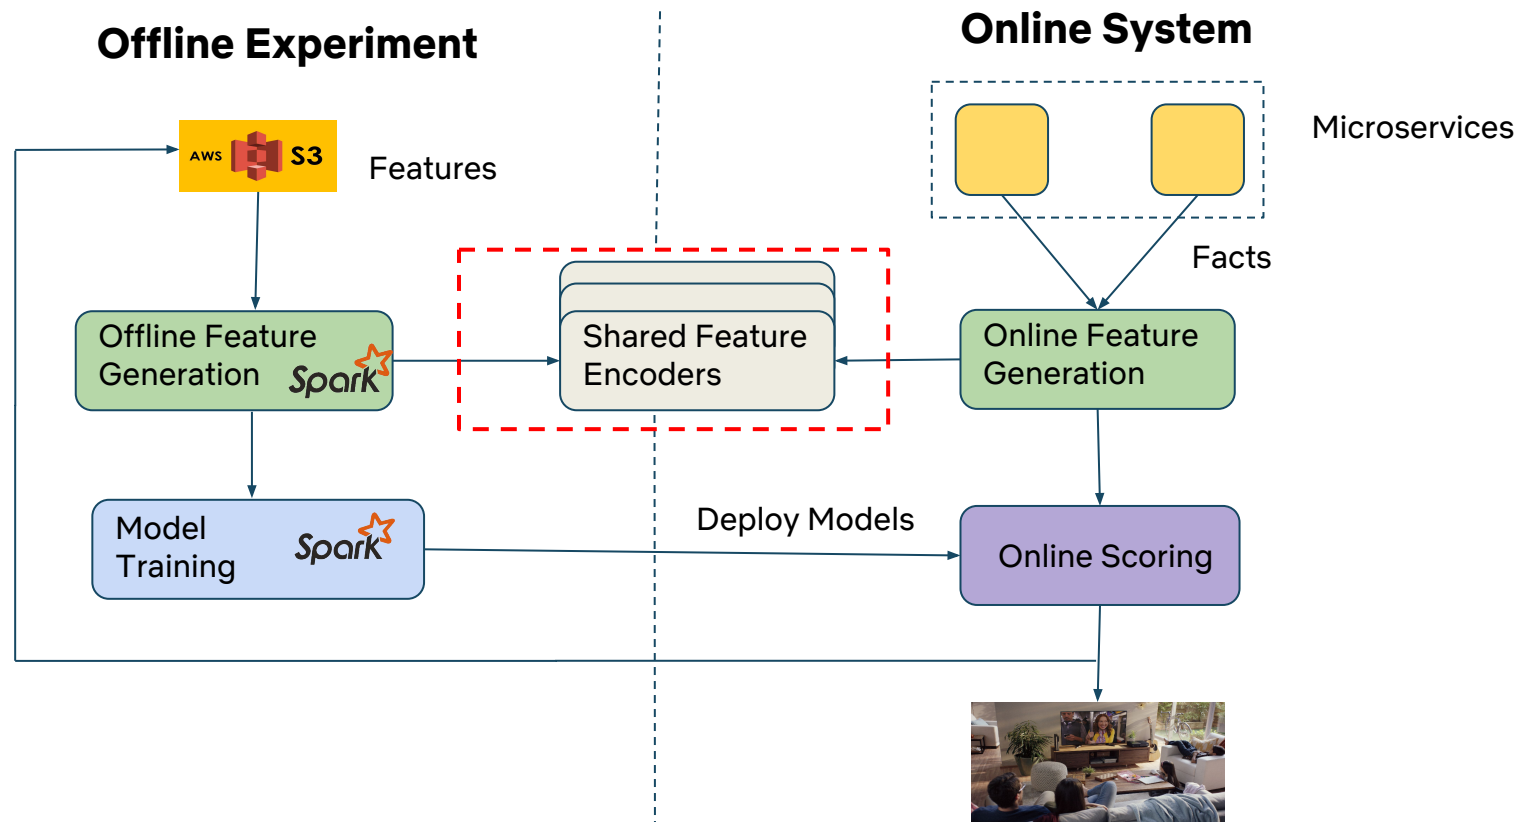 Offline Experiment
Online System
AWS S3
Features
Microservices
Facts
Offline Feature
Generation
Spark
Shared Feature
Encoders
Online Feature
Generation
Model
Training
Spark
Deploy Models
Online Scoring